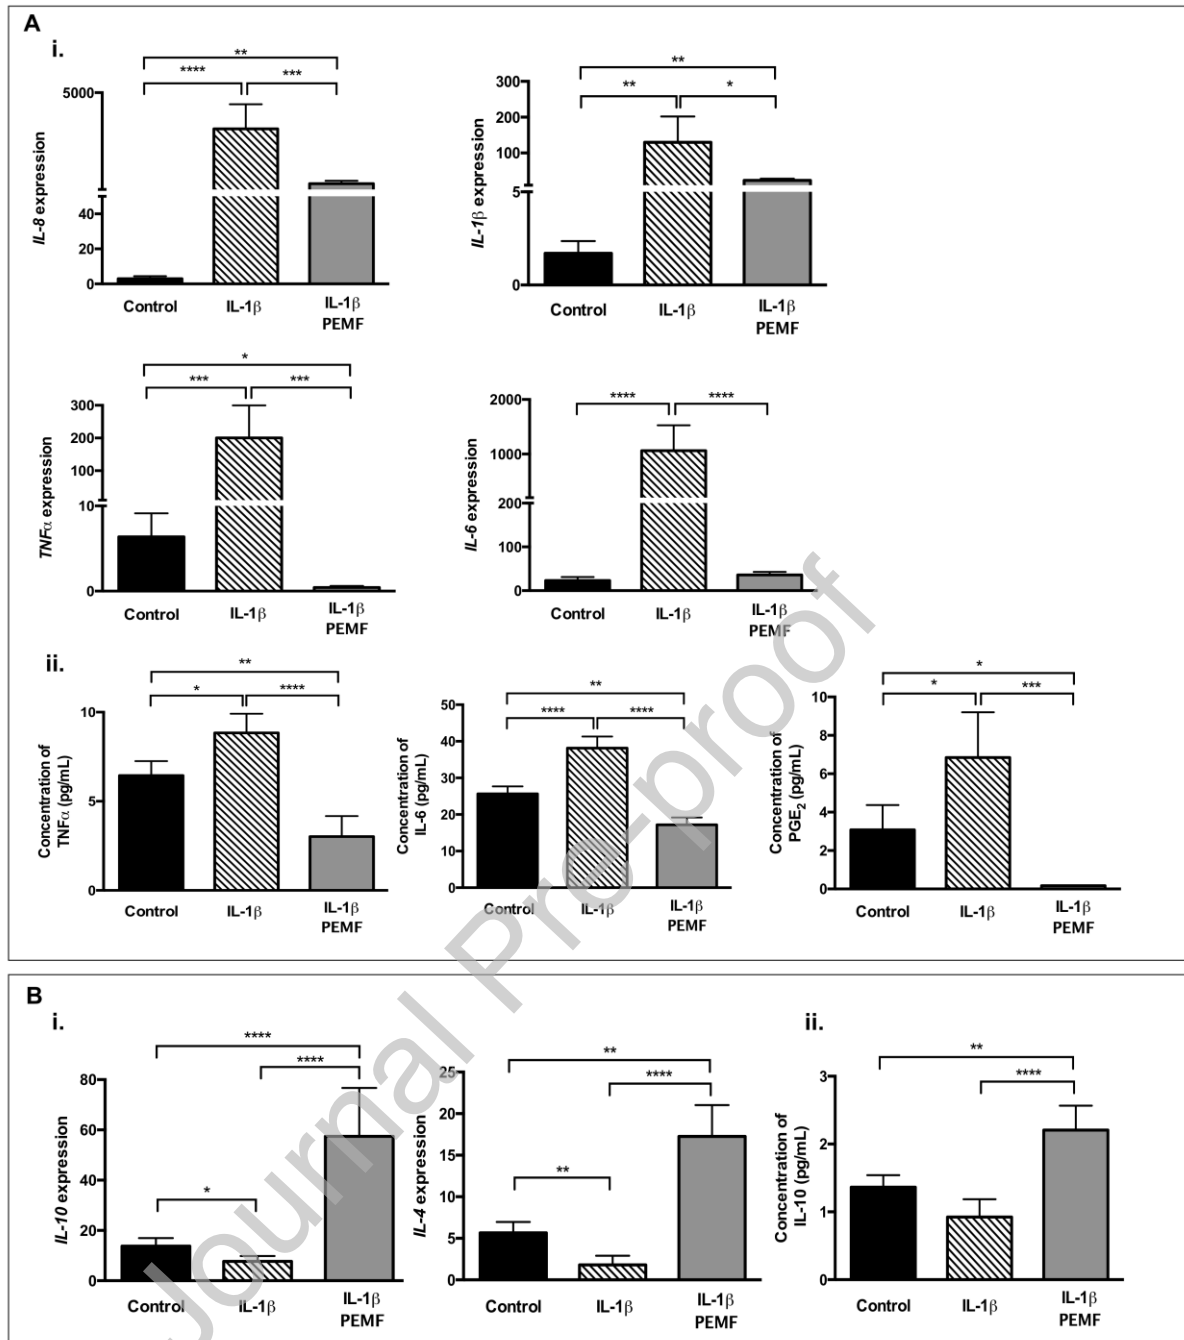 A
i.
**
****
***
5000
40
20
0
IL-8 expression
Control
IL-1β
IL-1β
PEMF
**
**
*
300
200
100
5
0
IL-1β expression
Control
IL-1β
IL-1β
PEMF
*
***
***
300
200
100
10
0
TNFα expression
Control
IL-1β
IL-1β
PEMF
****
****
2000
1000
200
100
0
IL-6 expression
Control
IL-1β
IL-1β
PEMF
ii.
**
*
****
10
5
0
Concentration of
TNFα (pg/mL)
Control
IL-1β
IL-1β
PEMF
**
****
****
50
40
30
20
10
0
Concentration of
IL-6 (pg/mL)
Control
IL-1β
IL-1β
PEMF
*
*
***
10
8
6
4
2
0
Concentration of
PGE2 (pg/mL)
Control
IL-1β
IL-1β
PEMF
B
i.
****
****
*
80
60
40
20
0
IL-10 expression
Control
IL-1β
IL-1β
PEMF
**
****
**
25
20
15
10
5
0
IL-4 expression
Control
IL-1β
IL-1β
PEMF
ii.
**
****
3
2
1
0
Concentration of
IL-10 (pg/mL)
Control
IL-1β
IL-1β
PEMF
Journal Pre-proof